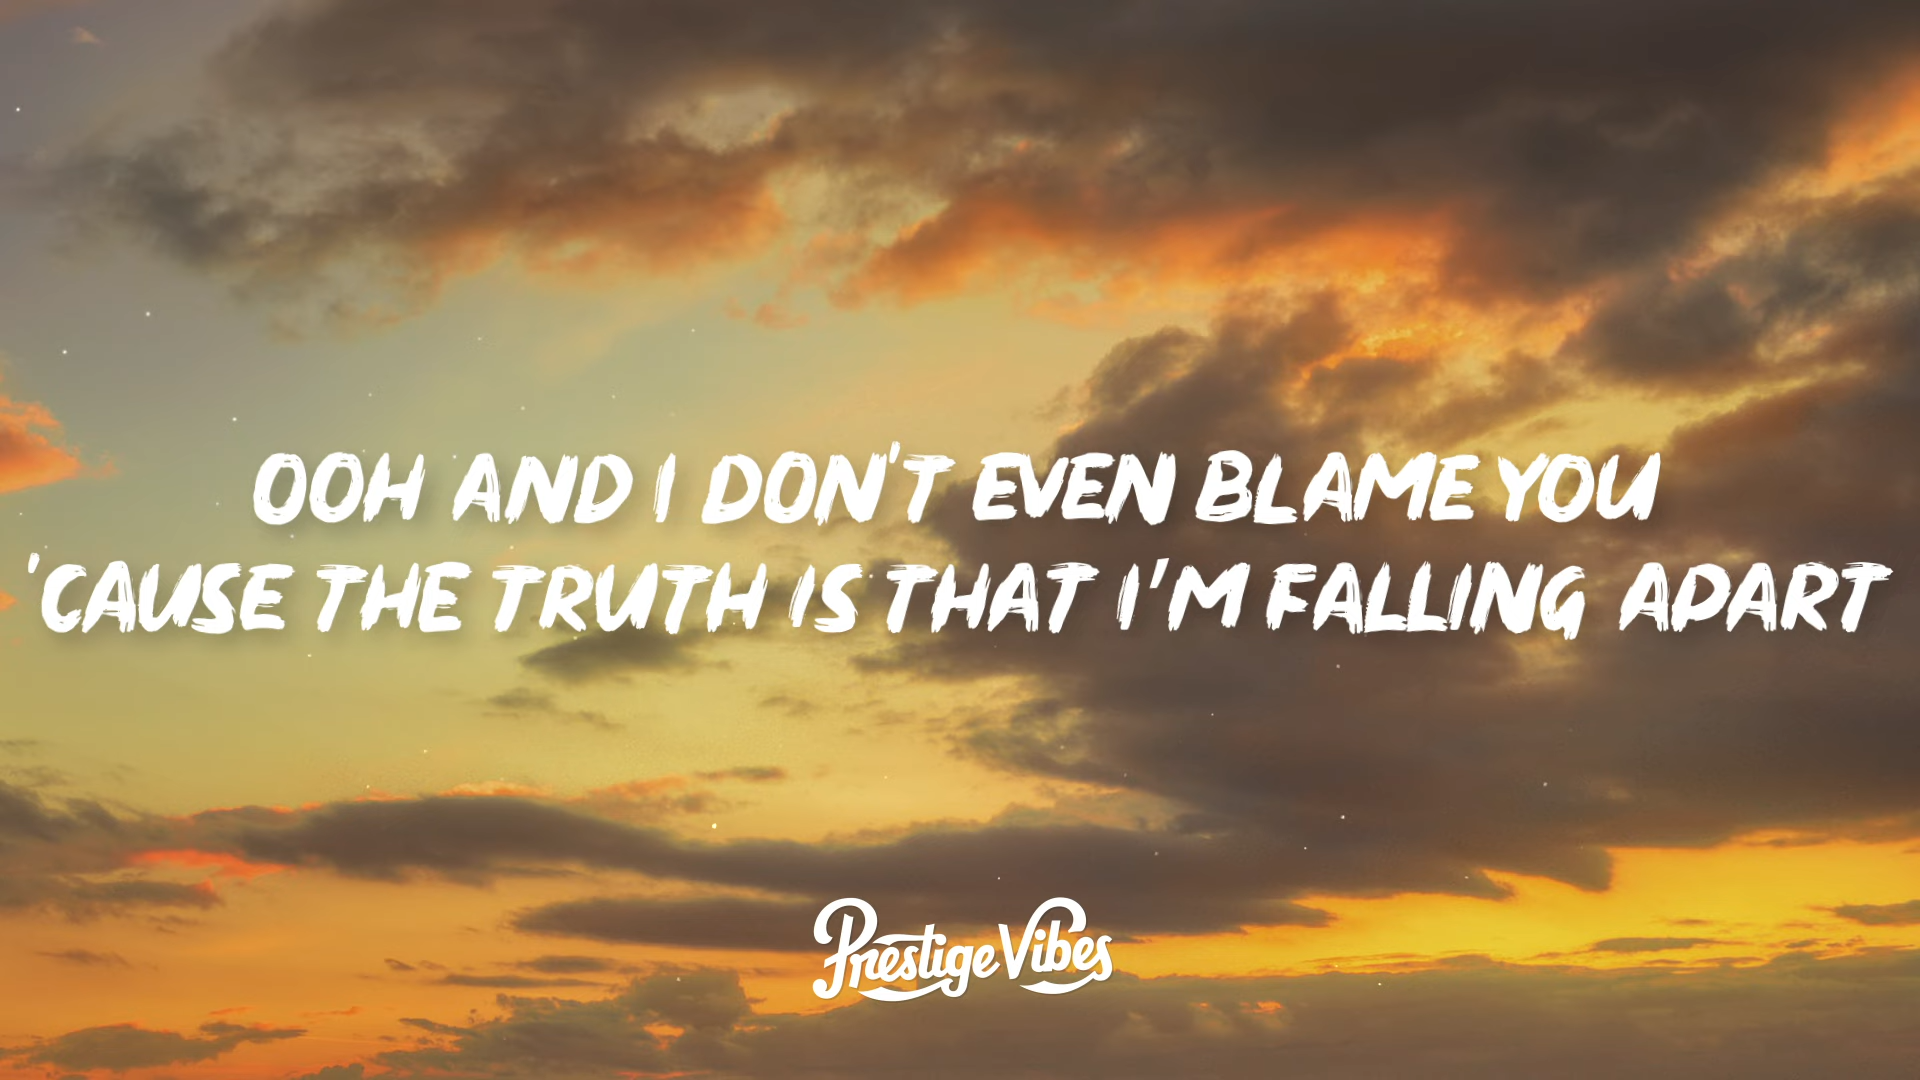 OOH AND I DON'T EVEN BLAME YOU
'CAUSE THE TRUTH IS THAT I'M FALLING APART
Prestige Vibes